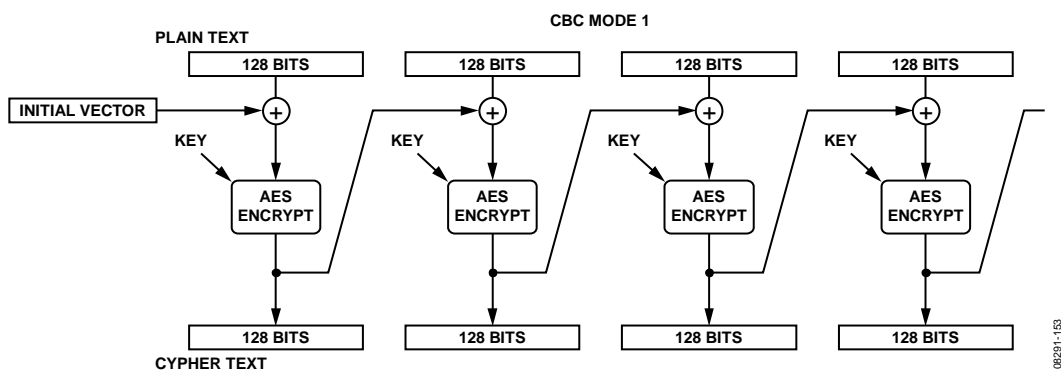 CBC MODE 1
PLAIN TEXT
128 BITS 128 BITS 128 BITS 128 BITS
INITIAL VECTOR + + + +
KEY KEY KEY KEY
AES ENCRYPT AES ENCRYPT AES ENCRYPT AES ENCRYPT
128 BITS 128 BITS 128 BITS 128 BITS
CYPHER TEXT
08291-153